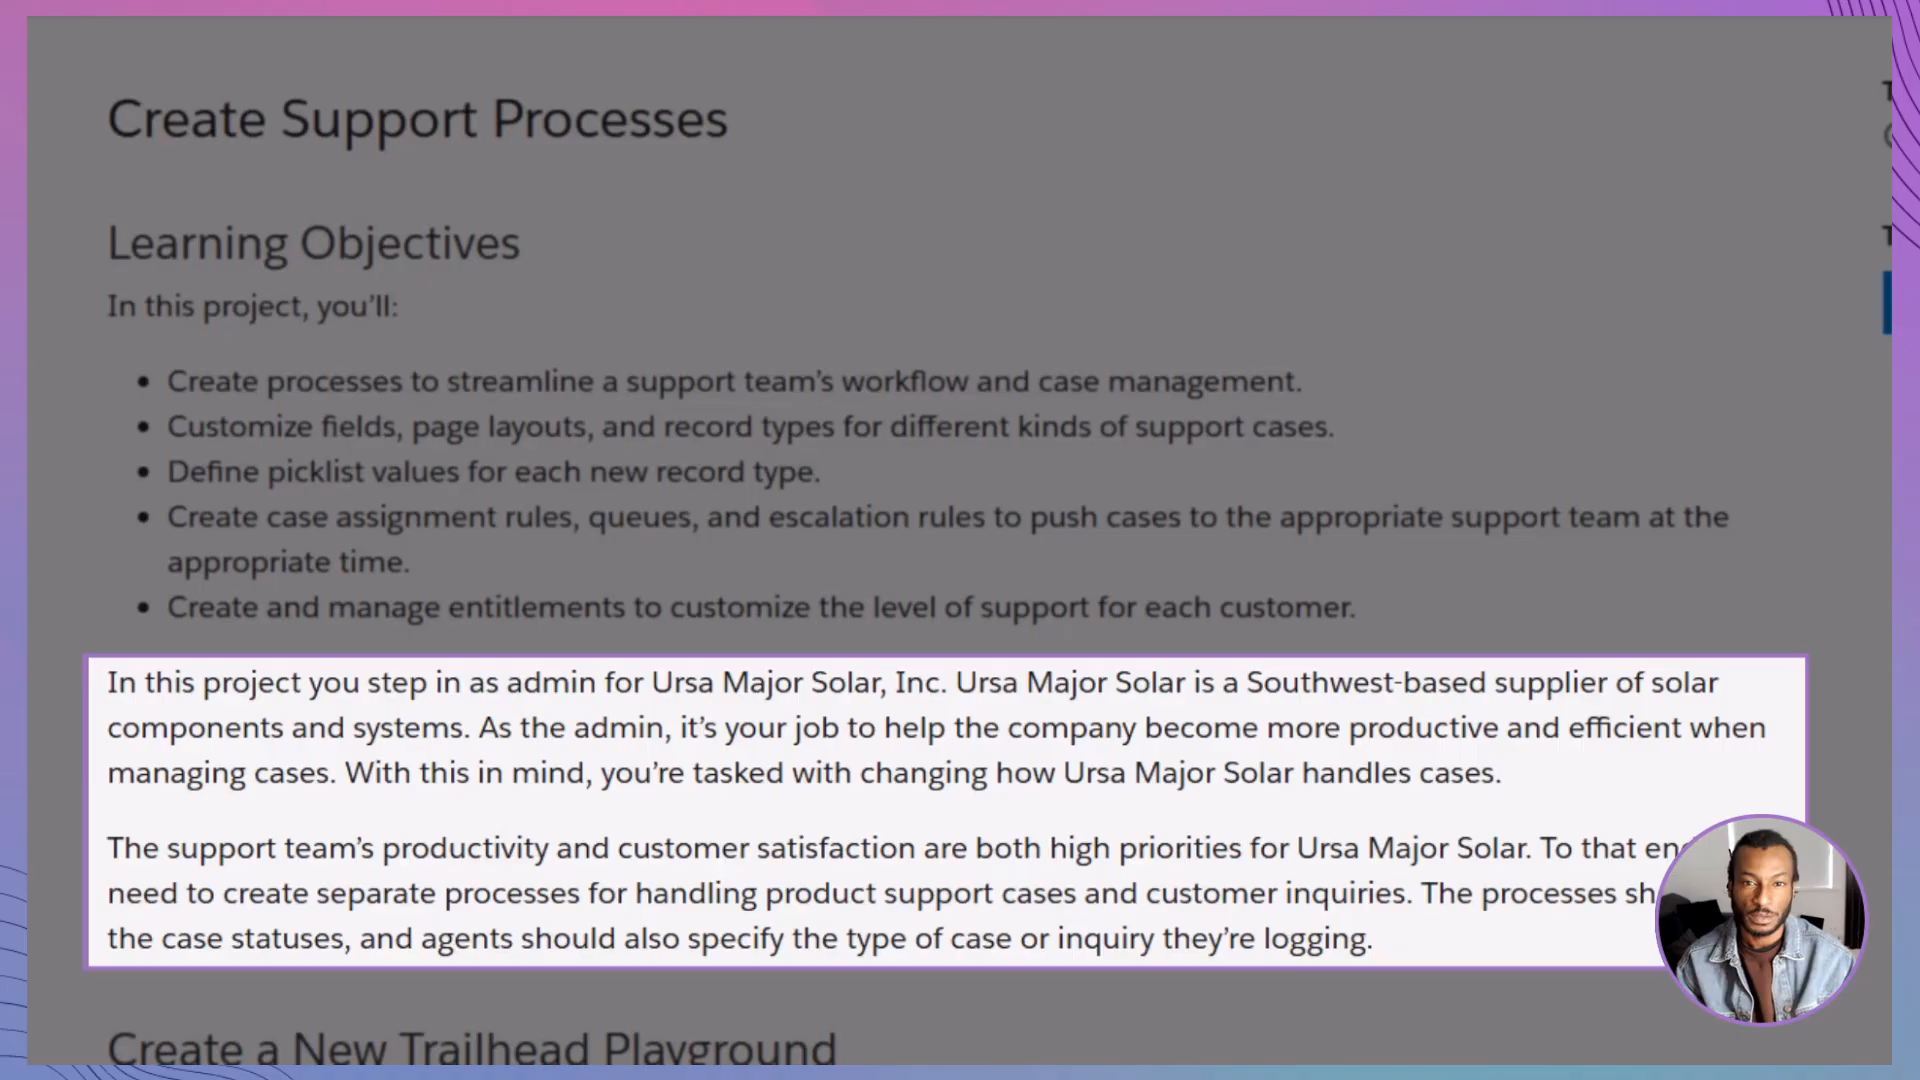 Create Support Processes
Learning Objectives
In this project, you’ll:
• Create processes to streamline a support team’s workflow and case management.
• Customize fields, page layouts, and record types for different kinds of support cases.
• Define picklist values for each new record type.
• Create case assignment rules, queues, and escalation rules to push cases to the appropriate support team at the
appropriate time.
• Create and manage entitlements to customize the level of support for each customer.
In this project you step in as admin for Ursa Major Solar, Inc. Ursa Major Solar is a Southwest-based supplier of solar
components and systems. As the admin, it’s your job to help the company become more productive and efficient when
managing cases. With this in mind, you’re tasked with changing how Ursa Major Solar handles cases.
The support team’s productivity and customer satisfaction are both high priorities for Ursa Major Solar. To that
need to create separate processes for handling product support cases and customer inquiries. The processes
the case statuses, and agents should also specify the type of case or inquiry they’re logging.
Create a New Trailhead Playground